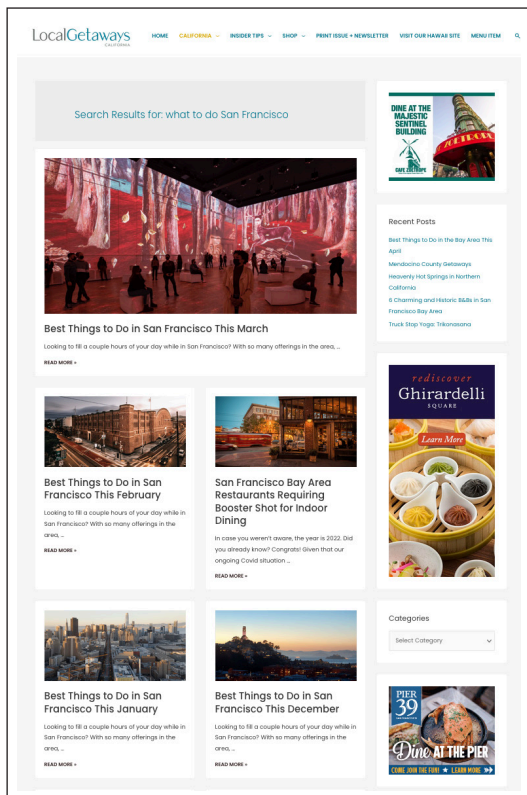 LocalGetaways
CALIFORNIA
HOME
CALIFORNIA
INSIDER TIPS
SHOP
PRINT ISSUE + NEWSLETTER
VISIT OUR HAWAII SITE
MENU ITEM
Search Results for: what to do San Francisco
Best Things to Do in San Francisco This March
Looking to fill a couple hours of your day while in San Francisco? With so many offerings in the area, …
READ MORE »
Best Things to Do in San
Francisco This February
Looking to fill a couple hours of your day while in
San Francisco? With so many offerings in the
area, …
READ MORE »
San Francisco Bay Area
Restaurants Requiring
Booster Shot for Indoor
Dining
In case you weren't aware, the year is 2022. Did
you already know? Congrats! Given that our
ongoing Covid situation …
READ MORE »
Best Things to Do in San
Francisco This January
Looking to fill a couple hours of your day while in
San Francisco? With so many offerings in the
area, …
READ MORE »
Best Things to Do in San
Francisco This December
Looking to fill a couple hours of your day while in
San Francisco? With so many offerings in the
area, …
READ MORE »
DINE AT THE
MAJESTIC
SENTINEL
BUILDING
CAFE ZOETROPE
ZOETROPE
Recent Posts
Best Things to Do in the Bay Area This
April
Mendocino County Getaways
Heavenly Hot Springs in Northern
California
6 Charming and Historic B&Bs in San
Francisco Bay Area
Truck Stop Yoga: Trikonasana
rediscover
Ghirardelli
SQUARE
Learn More
Categories
Select Category
PIER
39
Dine AT THE PIER
COME JOIN THE FUN! ★ LEARN MORE